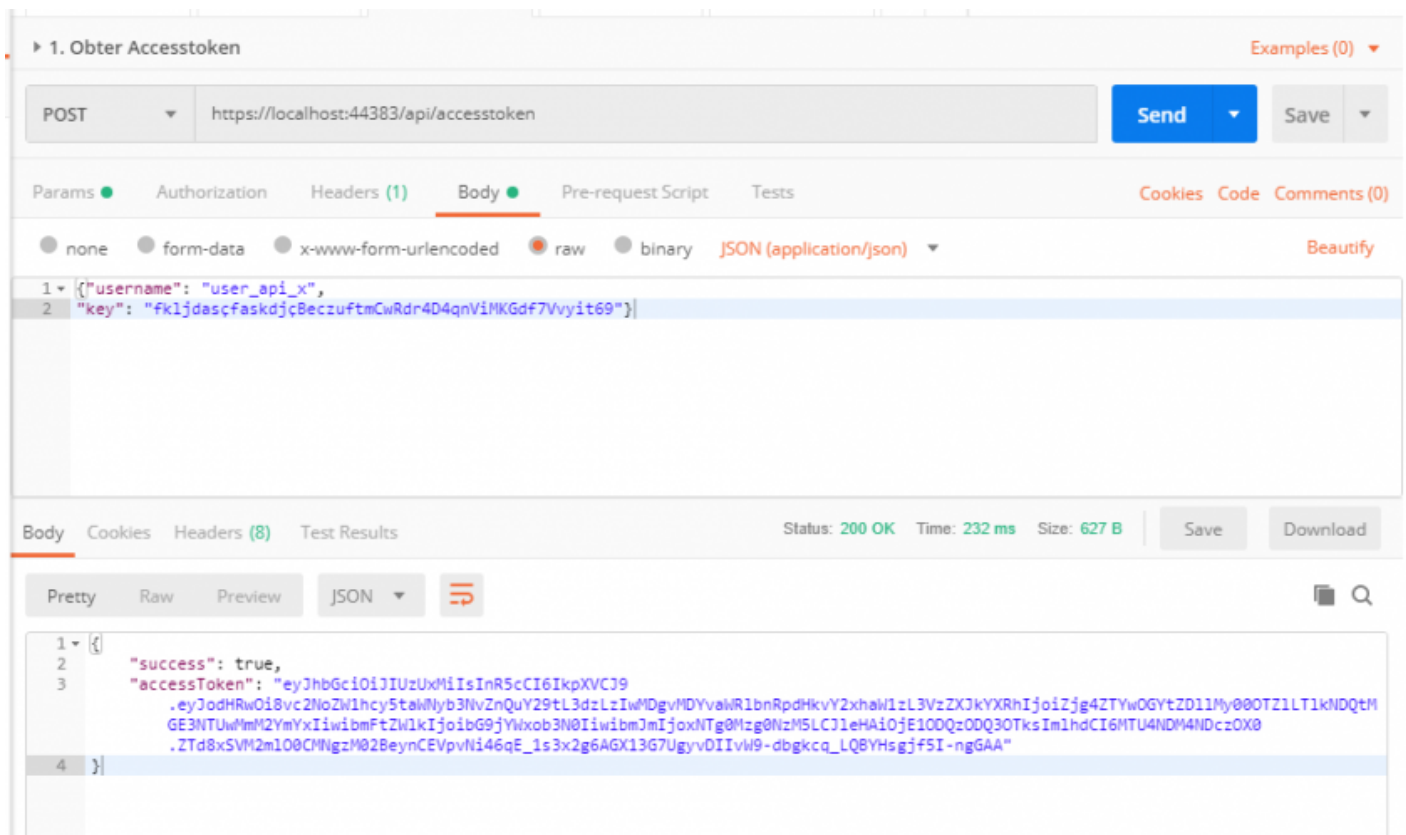 1. Obter Accesstoken
Examples (0)
POST
https://localhost:44383/api/accesstoken
Send
Save
Params
Authorization
Headers (1)
Body
Pre-request Script
Tests
Cookies Code Comments (0)
none
form-data
x-www-form-urlencoded
raw
binary
JSON (application/json)
Beautify
1 {"username": "user_api_x",
2 "key": "fkljdasçfaskdjçBeczuftmCwRdr4D4qnViMKGdf7Vvyit69"}
Body Cookies Headers (8) Test Results
Status: 200 OK Time: 232 ms Size: 627 B
Save
Download
Pretty Raw Preview
JSON
1 {
2 "success": true,
3 "accessToken": "eyJhbGciOiJIUzUxMiIsInR5cCI6IkpXVCJ9
.eyJodHRwOi8vc2NoZW1hcy5taWNyb3NvZnQuY29tL3dzLzIwMDgvMDYvaWRlbnRpdHkvY2xhaW1zL3VzZXJkYXRhIjoiZjg4ZTYwOGYtZDllMy00OTZlLTlkNDQtM
GE3NTUwMmM2YmYxIiwibmFtZWlkIjoibG9jYWxob3N0IiwibmJmIjoxNTg0Mzg0NzM5LCJleHAiOjE1ODQzODQ3OTksImlhdCI6MTU4NDM4NDczOX0
.ZTd8xSVM2mlO0CMNgzM02BeynCEVpvNi46qE_1s3x2g6AGX13G7UgyvDIIvW9-dbgkcq_LQBYHsgjf5I-ngGAA"
4 }